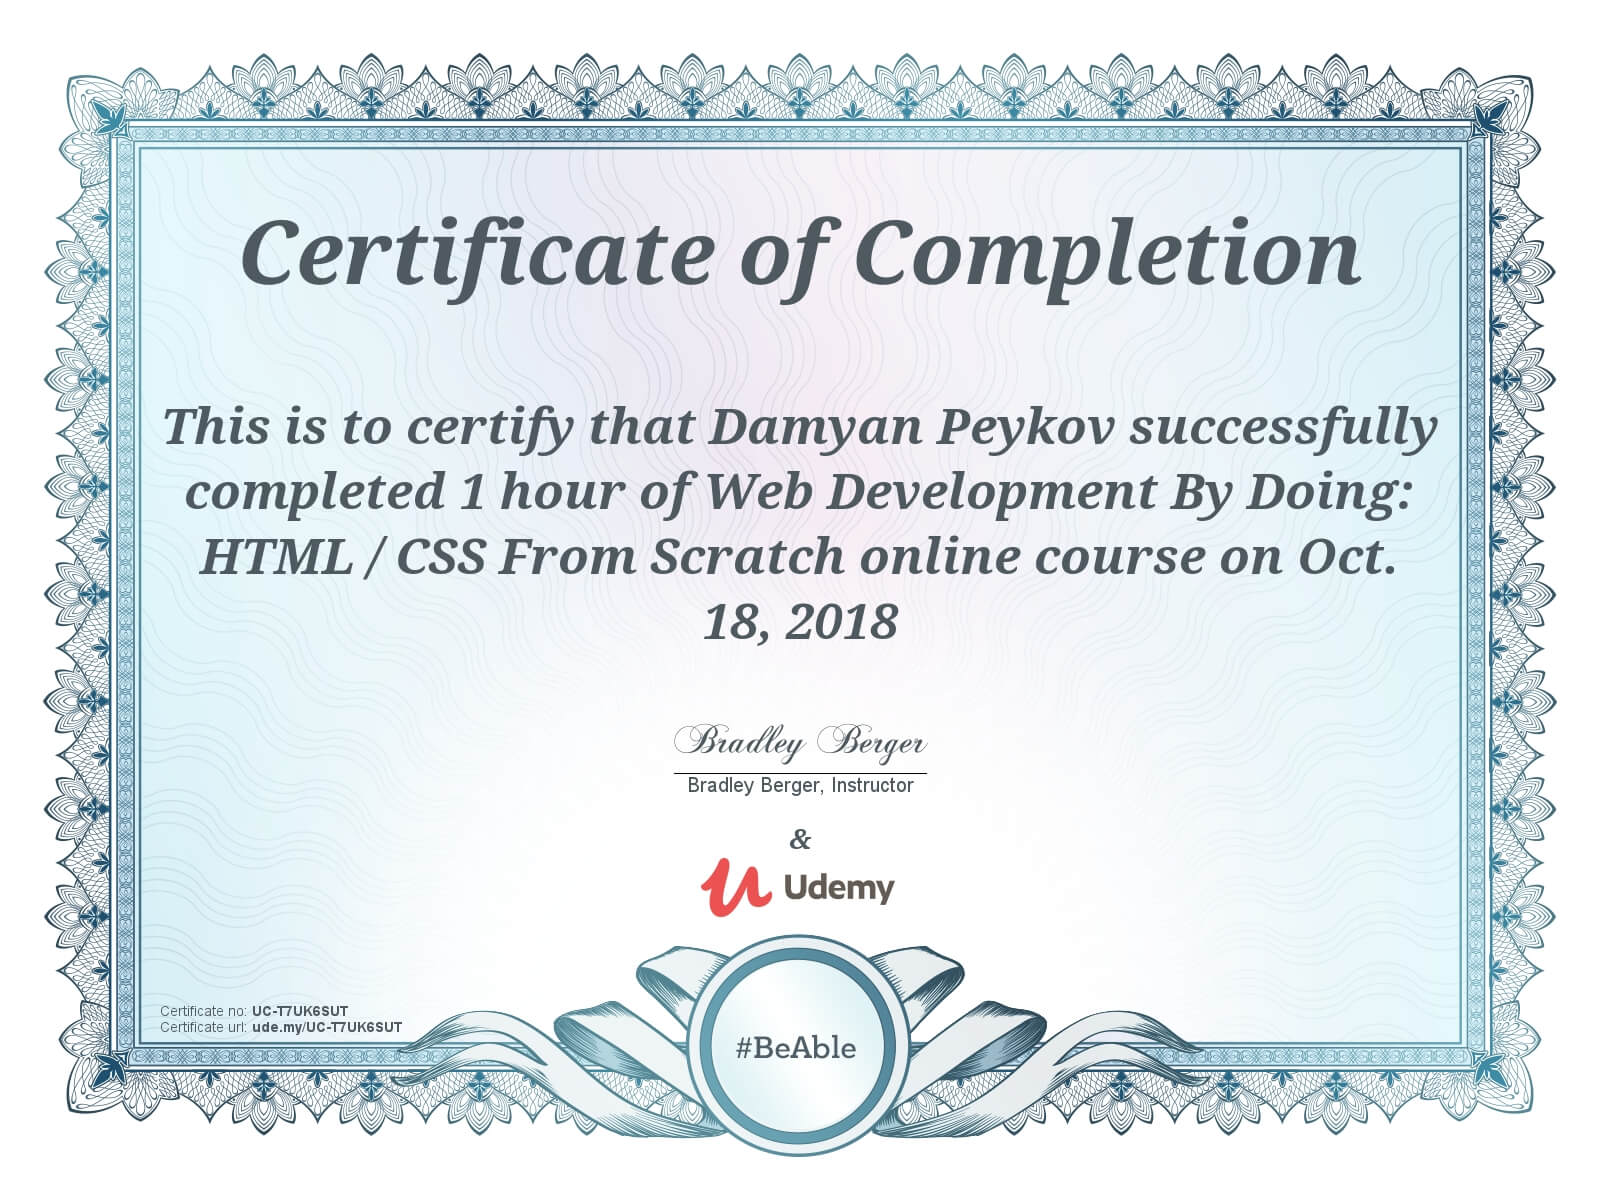 Certificate of Completion
This is to certify that Damyan Peykov successfully
completed 1 hour of Web Development By Doing:
HTML / CSS From Scratch online course on Oct.
18, 2018
Bradley Berger
Bradley Berger, Instructor
&
Udemy
Certificate no: UC-T7UK6SUT
Certificate url: ude.my/UC-T7UK6SUT
#BeAble